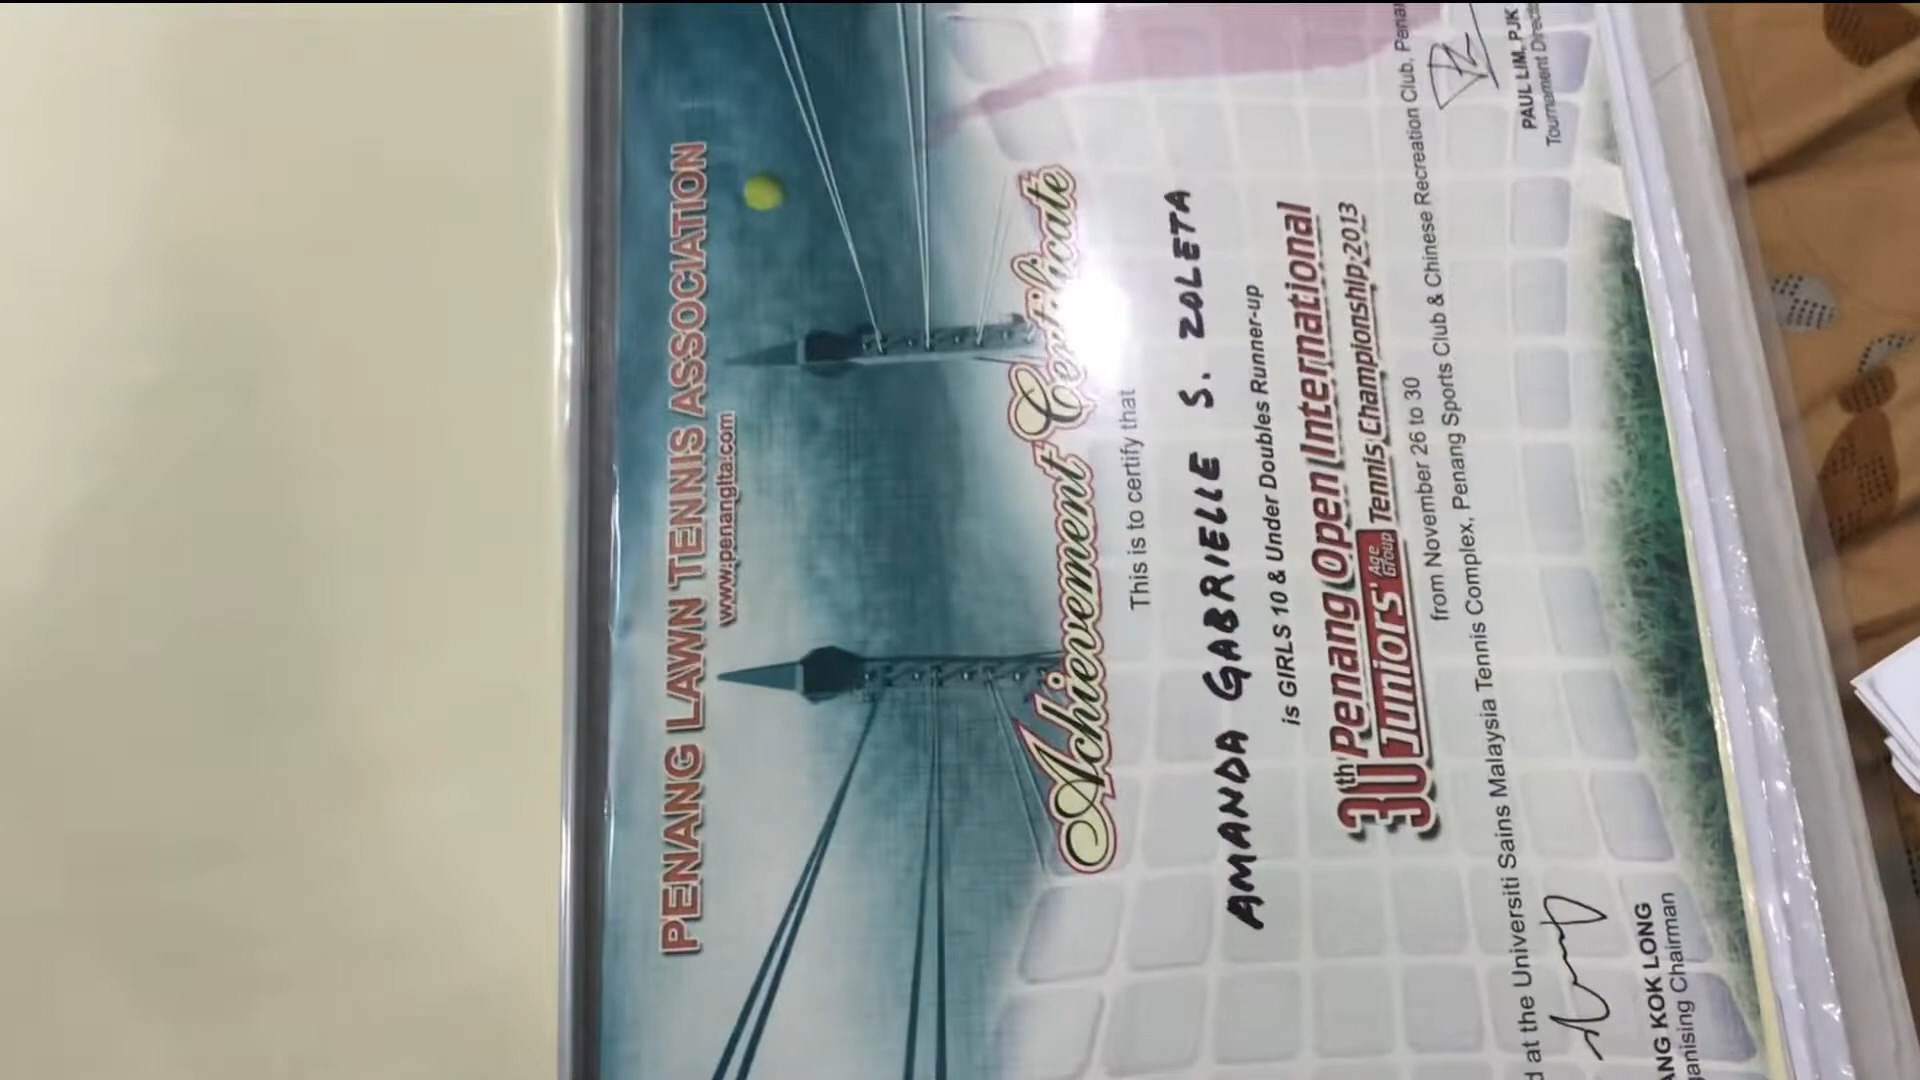 PENANG LAWN TENNIS ASSOCIATION
www.penanglta.com
Achievement Certificate
This is to certify that
AMANDA GABRIELLE S. ZOLETA
is GIRLS 10 & Under Doubles Runner-up
30th Penang Open International
Juniors' Age Group Tennis Championship 2013
from November 26 to 30
at the Universiti Sains Malaysia Tennis Complex, Penang Sports Club & Chinese Recreation Club,
KOK LONG
Chairman
PAUL LIM, PJK
Tournament